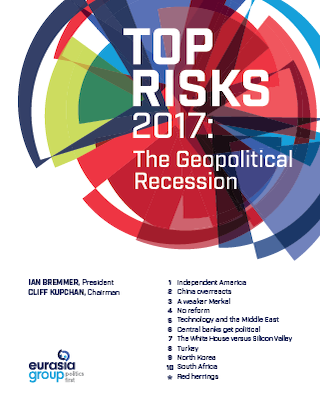 TOP
RISKS
2017:
The Geopolitical
Recession
IAN BREMMER, President
CLIFF KUPCHAN, Chairman
1 Independent America
2 China overreacts
3 A weaker Merkel
4 No reform
5 Technology and the Middle East
6 Central banks get political
7 The White House versus Silicon Valley
8 Turkey
9 North Korea
10 South Africa
* Red herrings
eurasia
group
politics
first